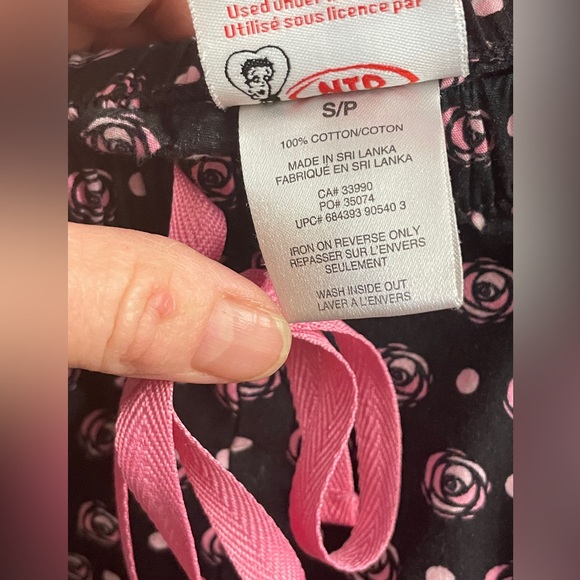 Used under
Utilisé sous licence par
NTD
S/P
100% COTTON/COTON
MADE IN SRI LANKA
FABRIQUÉ EN SRI LANKA
CA# 33990
PO# 35074
UPC# 684393 90540 3
IRON ON REVERSE ONLY
REPASSER SUR L'ENVERS
SEULEMENT
WASH INSIDE OUT
LAVER A L'ENVERS